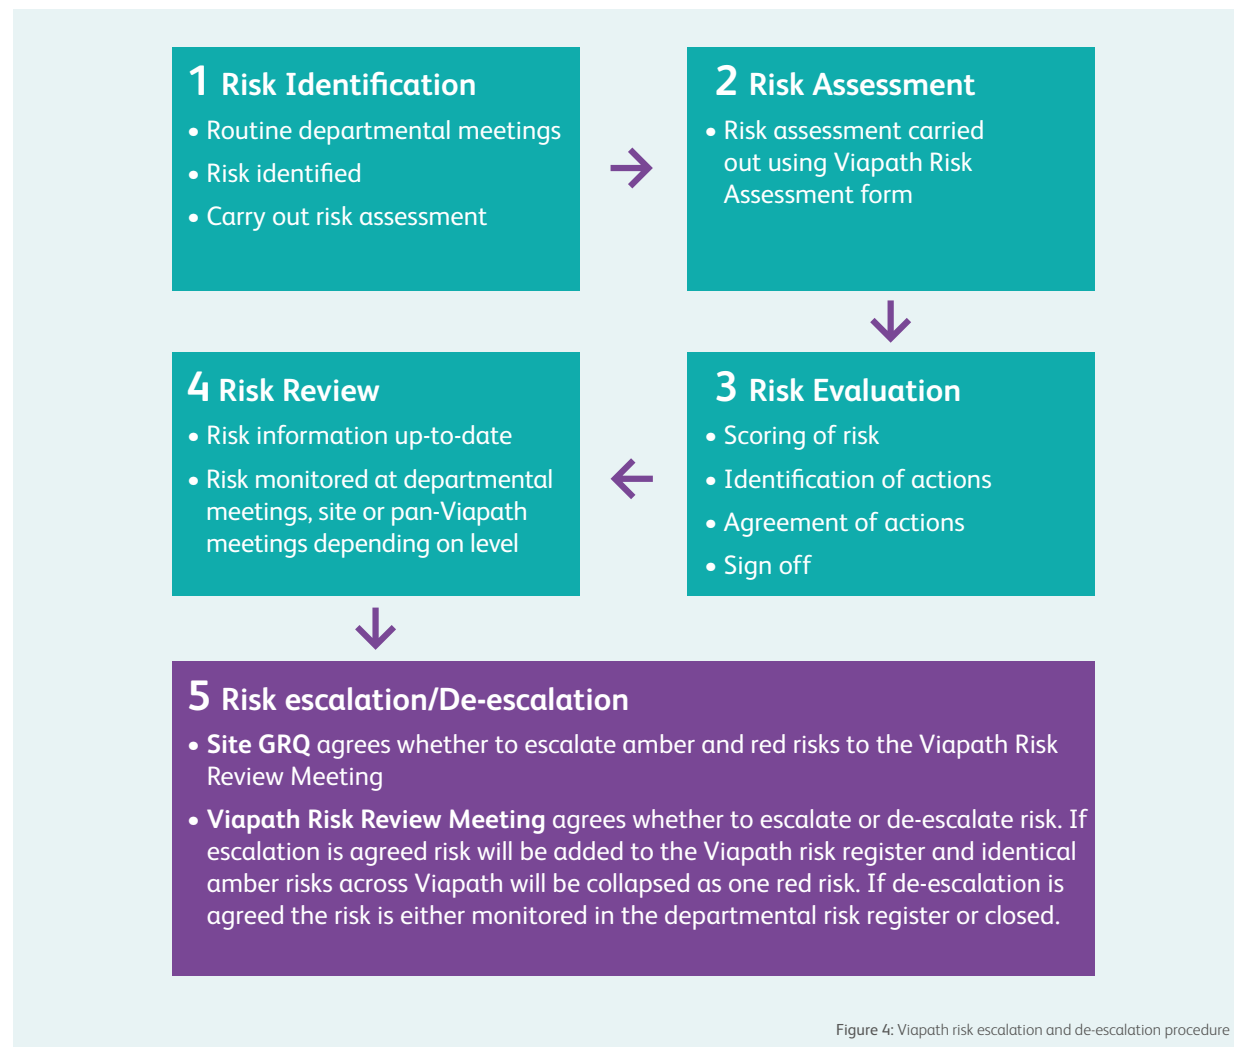 1 Risk Identification
• Routine departmental meetings
• Risk identified
• Carry out risk assessment
2 Risk Assessment
• Risk assessment carried
out using Viapath Risk
Assessment form
3 Risk Evaluation
• Scoring of risk
• Identification of actions
• Agreement of actions
• Sign off
4 Risk Review
• Risk information up-to-date
• Risk monitored at departmental
meetings, site or pan-Viapath
meetings depending on level
5 Risk escalation/De-escalation
• Site GRQ agrees whether to escalate amber and red risks to the Viapath Risk
Review Meeting
• Viapath Risk Review Meeting agrees whether to escalate or de-escalate risk. If
escalation is agreed risk will be added to the Viapath risk register and identical
amber risks across Viapath will be collapsed as one red risk. If de-escalation is
agreed the risk is either monitored in the departmental risk register or closed.
Figure 4: Viapath risk escalation and de-escalation procedure